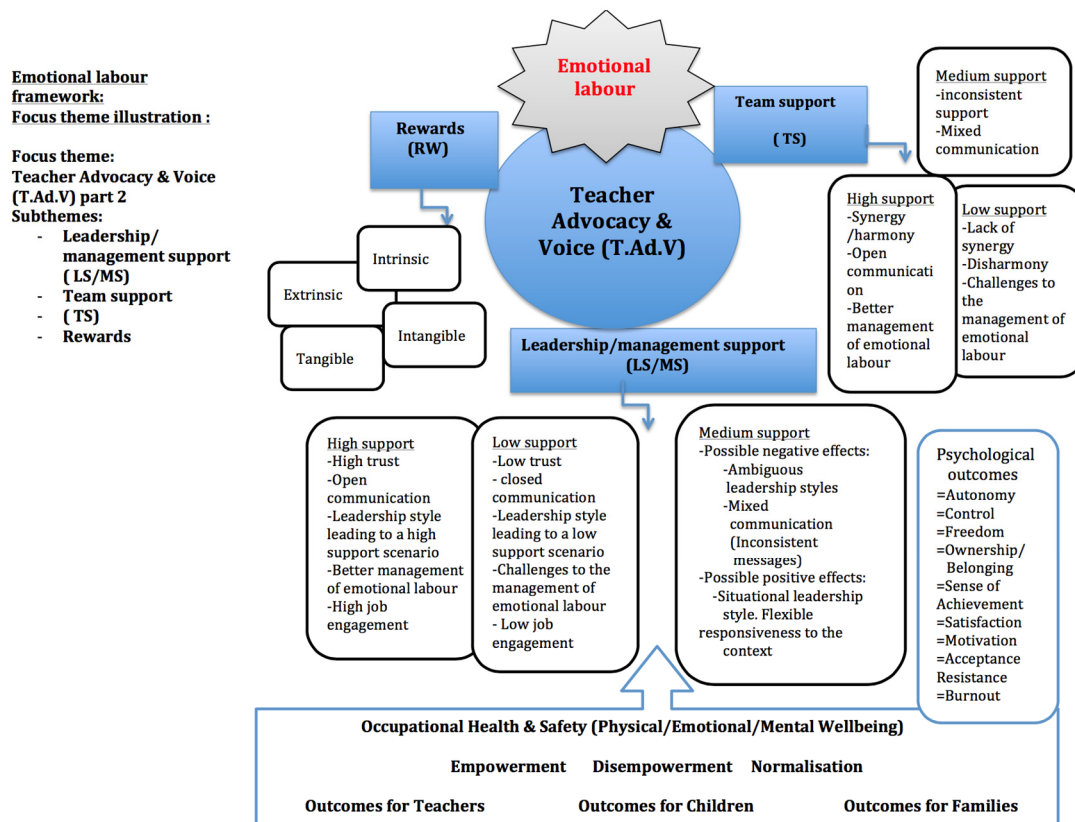 Emotional labour
framework:
Focus theme illustration :
Focus theme:
Teacher Advocacy & Voice
(T.Ad.V) part 2
Subthemes:
- Leadership/
management support
( LS/MS)
- Team support
- ( TS)
- Rewards
Emotional
labour
Rewards
(RW)
Team support
( TS)
Teacher
Advocacy &
Voice (T.Ad.V)
Medium support
-inconsistent
support
-Mixed
communication
High support
-Synergy
/harmony
-Open
communicati
on
-Better
management
of emotional
labour
Low support
-Lack of
synergy
-Disharmony
-Challenges to
the
management of
emotional
labour
Intrinsic
Extrinsic
Intangible
Tangible
Leadership/management support
(LS/MS)
High support
-High trust
-Open
communication
-Leadership style
leading to a high
support scenario
-Better management
of emotional labour
-High job
engagement
Low support
-Low trust
- closed
communication
-Leadership style
leading to a low
support scenario
-Challenges to the
management of
emotional labour
- Low job
engagement
Medium support
-Possible negative effects:
-Ambiguous
leadership styles
-Mixed
communication
(Inconsistent
messages)
-Possible positive effects:
-Situational leadership
style. Flexible
responsiveness to the
context
Psychological
outcomes
=Autonomy
=Control
=Freedom
=Ownership/
Belonging
=Sense of
Achievement
=Satisfaction
=Motivation
=Acceptance
Resistance
=Burnout
Occupational Health & Safety (Physical/Emotional/Mental Wellbeing)
Empowerment Disempowerment Normalisation
Outcomes for Teachers Outcomes for Children Outcomes for Families